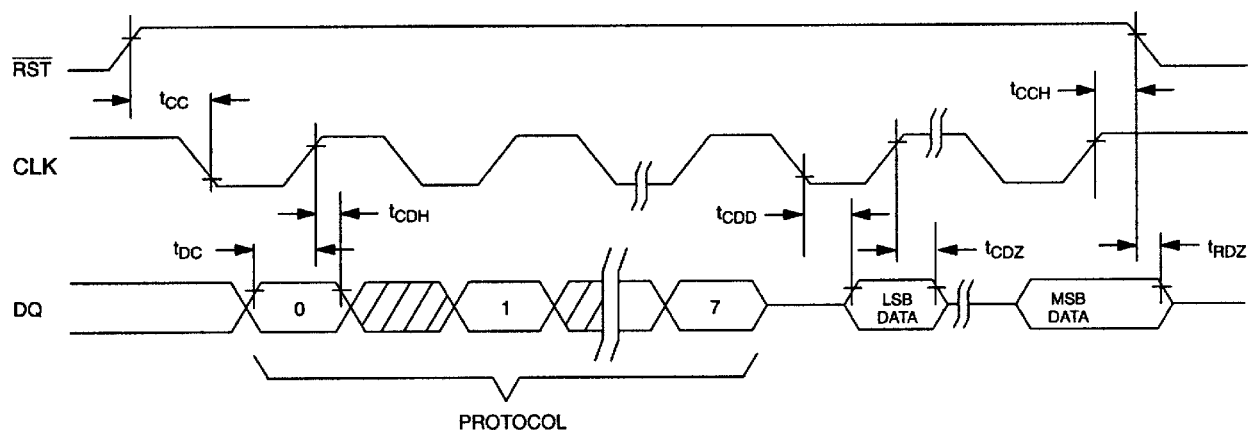 RST
tCC
tCCH
CLK
tCDH
tCDD
tDC
tCDZ
tRDZ
DQ
0
1
7
LSB
DATA
MSB
DATA
PROTOCOL